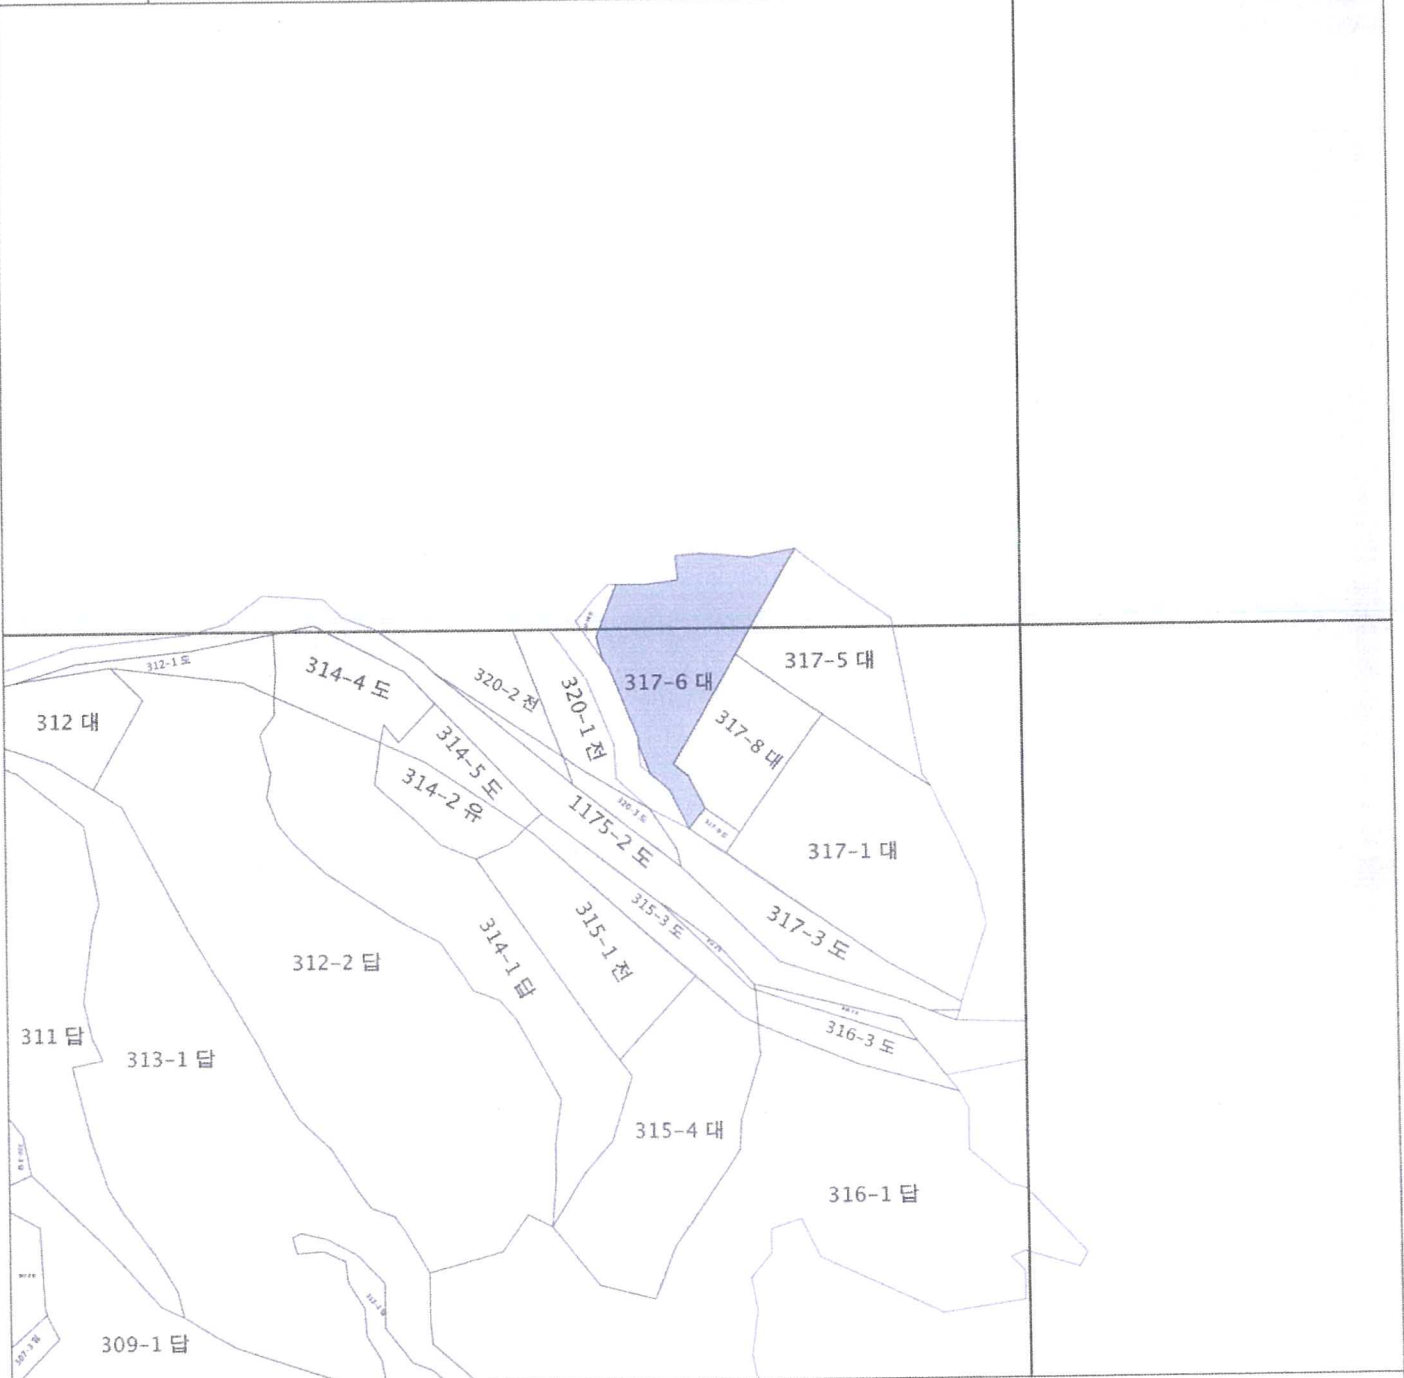 312-1 도
314-4 도
320-2 전
320-1 전
317-6 대
317-5 대
312 대
314-5 도
317-8 대
314-2 유
1175-2 도
320-3 도
317-1 대
315-3 도
317-3 도
314-1 답
315-1 전
312-2 답
311 답
313-1 답
316-3 도
315-4 대
316-1 답
309-1 답